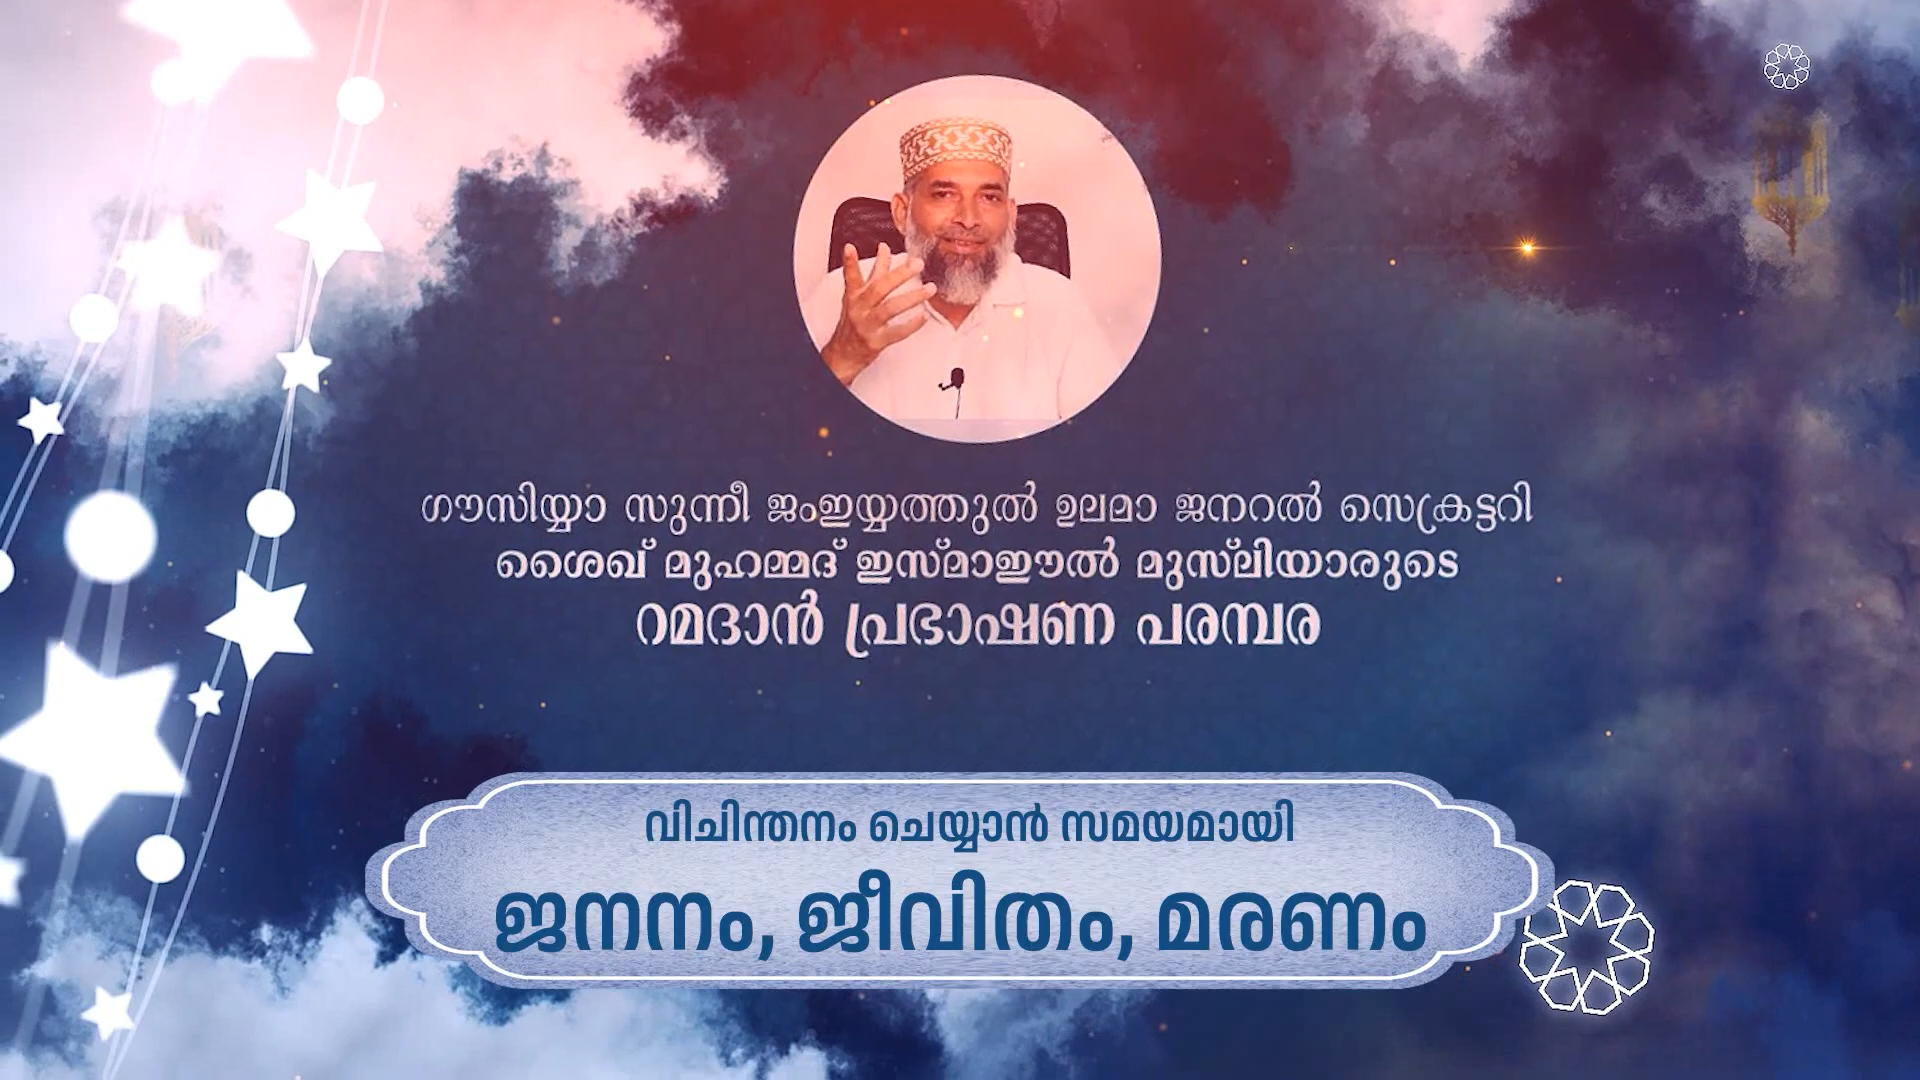 ഗൗസിയ്യാ സുന്നീ ജംഇയ്യത്തുൽ ഉലമാ ജനറൽ സെക്രട്ടറി
ശൈഖ് മുഹമ്മദ് ഇസ്മാഈൽ മുസ്‌ലിയാരുടെ
റമദാൻ പ്രഭാഷണ പരമ്പര
വിചിന്തനം ചെയ്യാൻ സമയമായി
ജനനം, ജീവിതം, മരണം